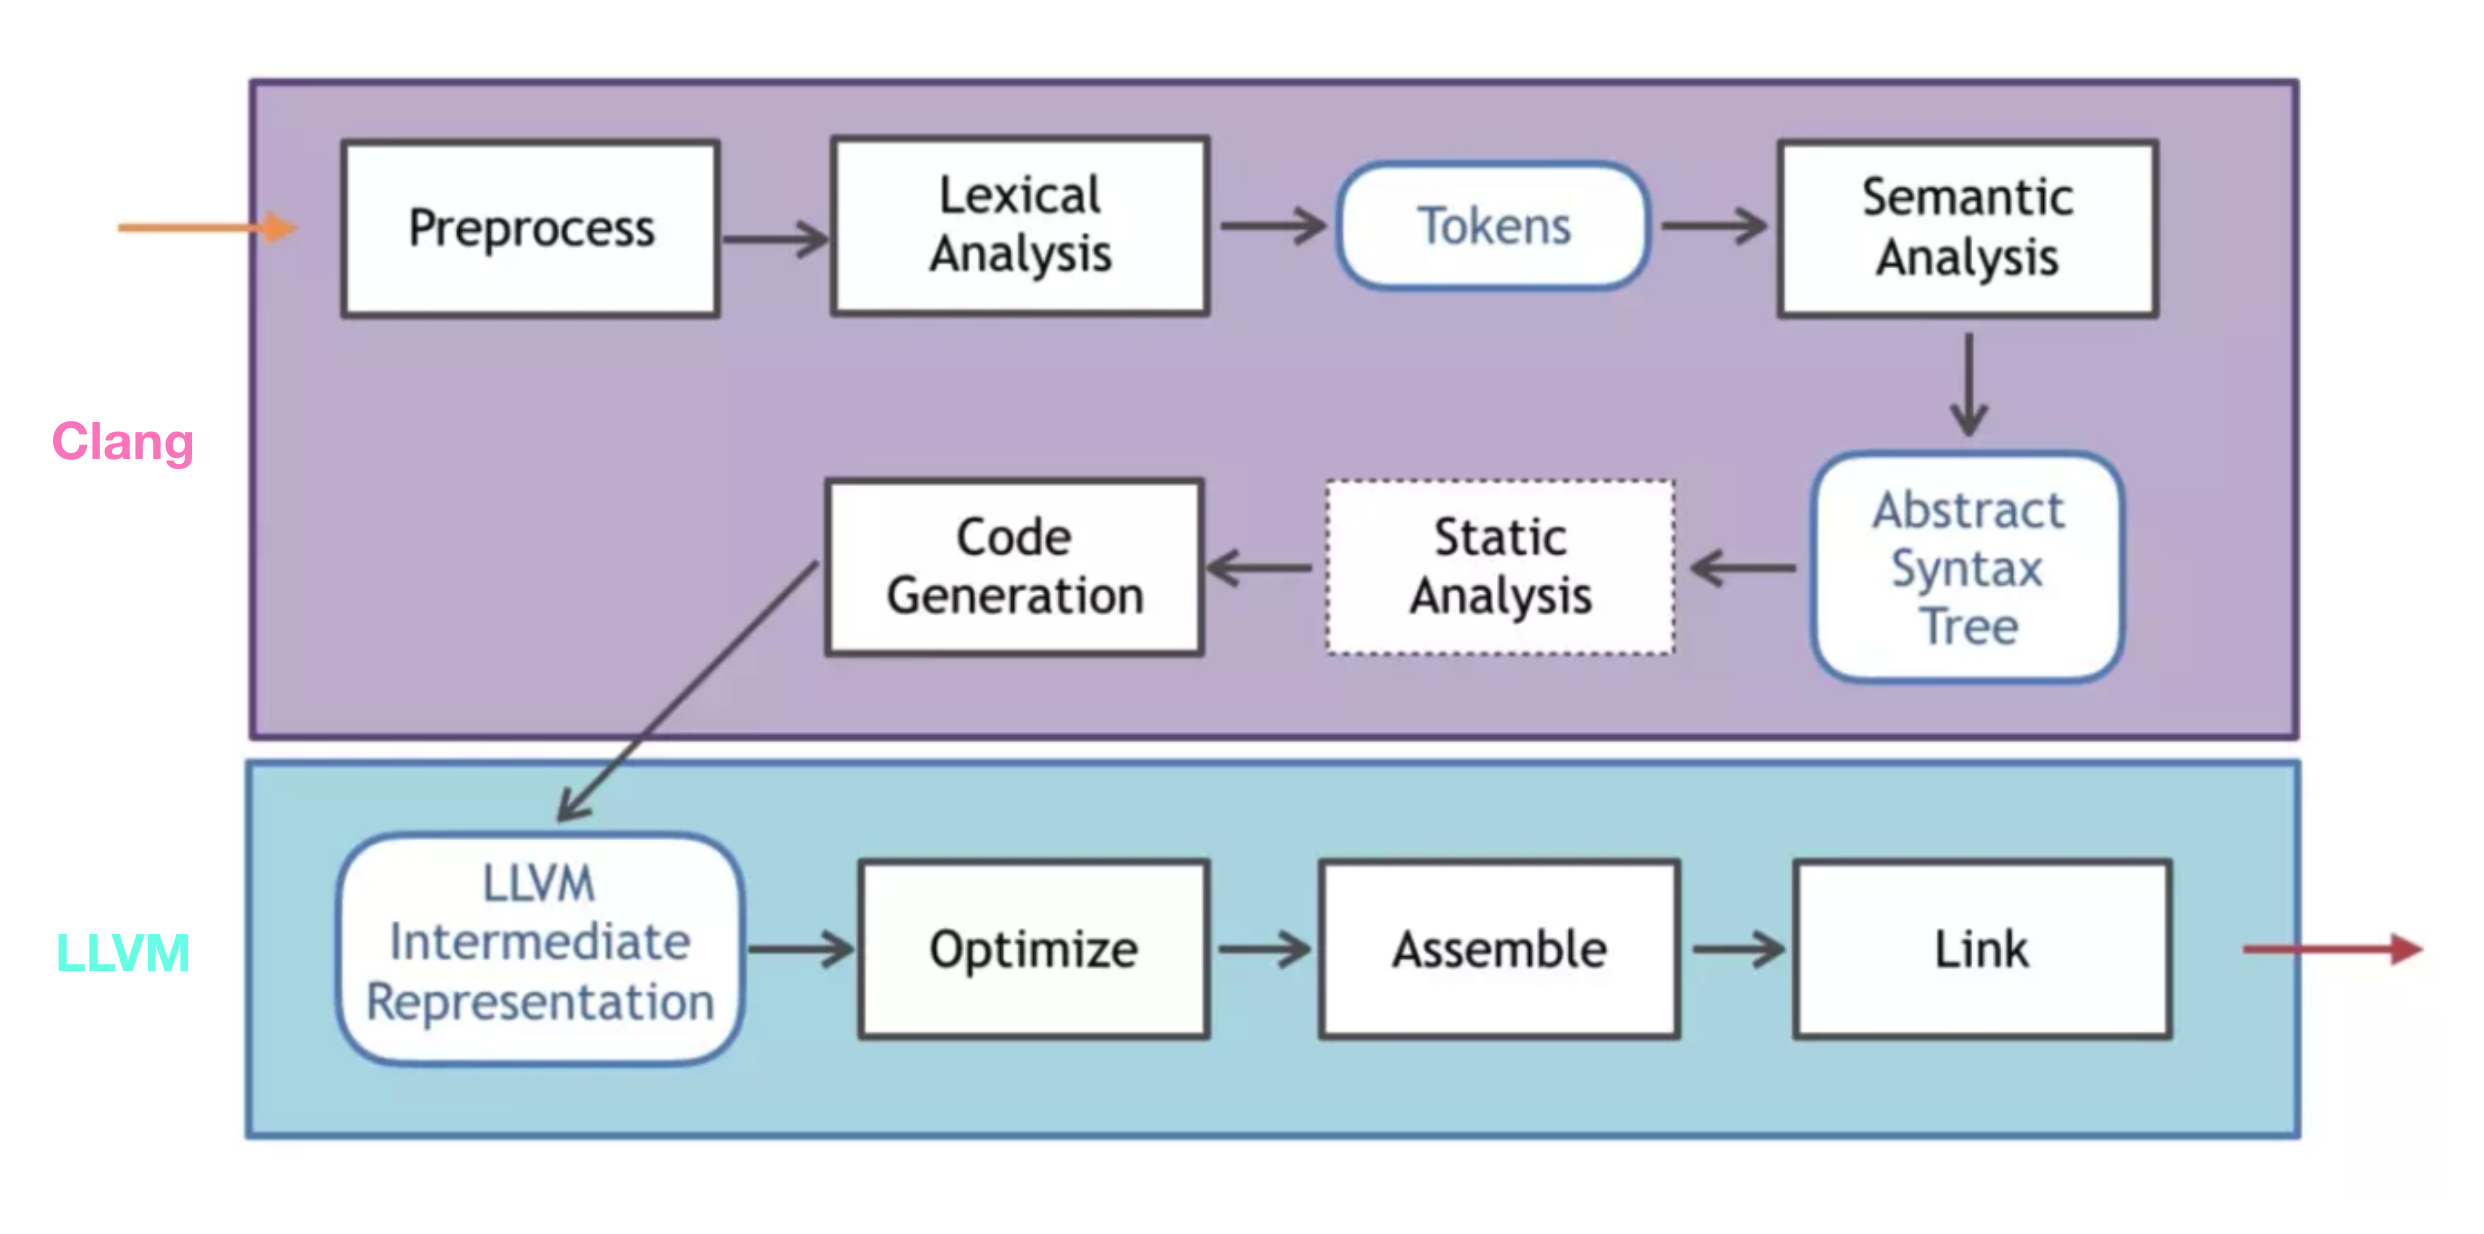 Preprocess
Lexical
Analysis
Tokens
Semantic
Analysis
Clang
Code
Generation
Static
Analysis
Abstract
Syntax
Tree
LLVM
LLVM
Intermediate
Representation
Optimize
Assemble
Link